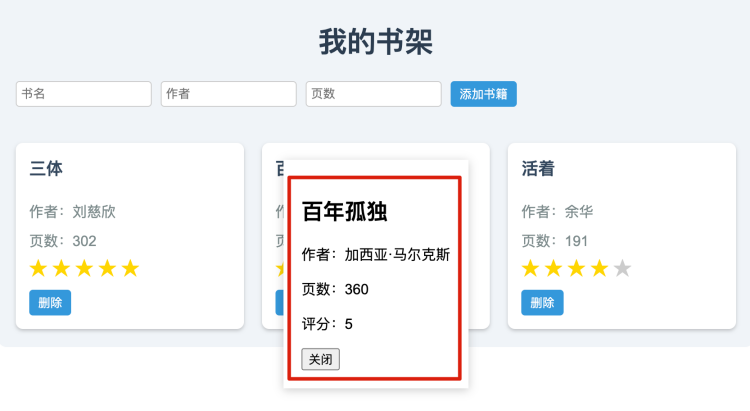 我的书架
书名
作者
页数
添加书籍
三体
作者：刘慈欣
页数：302
删除
百年孤独
作者：加西亚·马尔克斯
页数：360
评分：5
关闭
活着
作者：余华
页数：191
删除